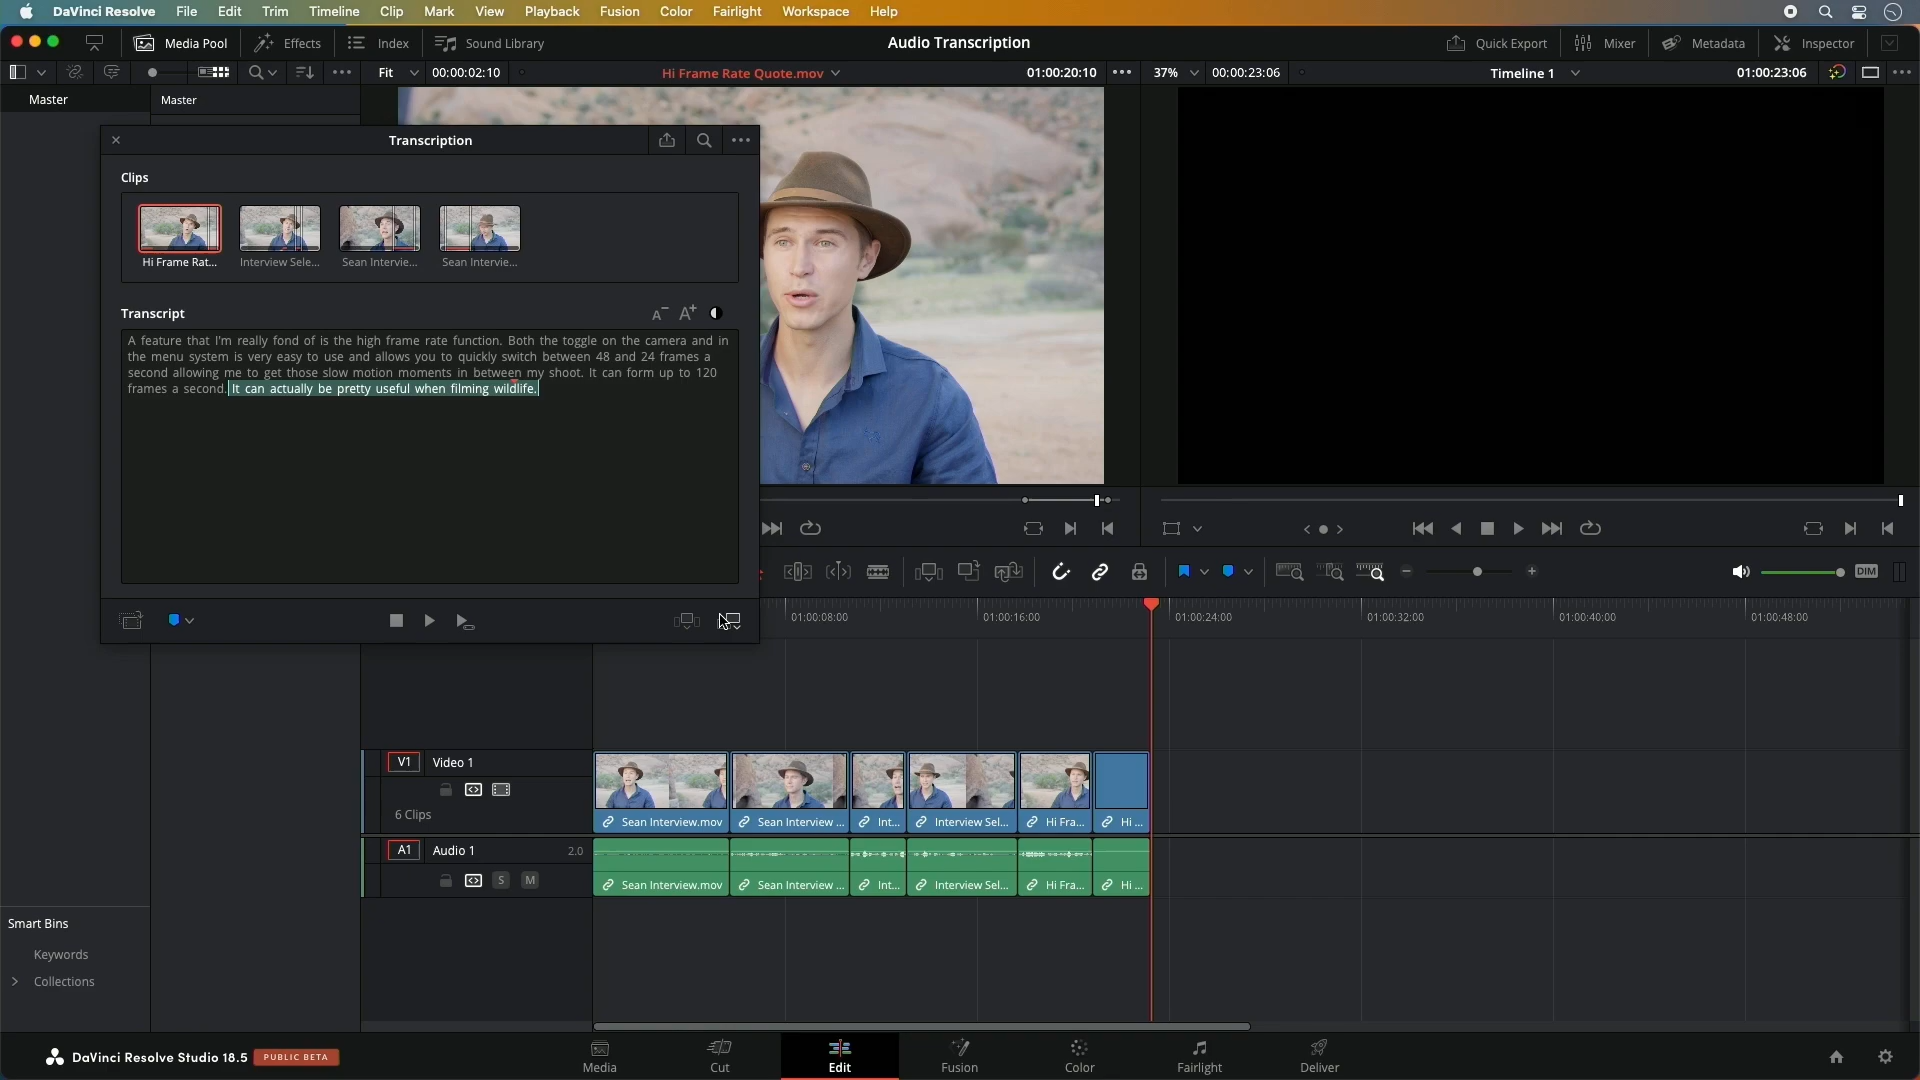 DaVinci Resolve File Edit Trim Timeline Clip Mark View Playback Fusion Color Fairlight Workspace Help
Media Pool Effects Index Sound Library Audio Transcription Quick Export Mixer Metadata Inspector
Fit 00:00:02:10 Hi Frame Rate Quote.mov 01:00:20:10 37% 00:00:23:06 Timeline 1 01:00:23:06
Master Master
Transcription
Clips
Hi Frame Rat... Interview Sele... Sean Intervie... Sean Intervie...
Transcript A− A+
A feature that I'm really fond of is the high frame rate function. Both the toggle on the camera and in
the menu system is very easy to use and allows you to quickly switch between 48 and 24 frames a
second allowing me to get those slow motion moments in between my shoot. It can form up to 120
frames a second. It can actually be pretty useful when filming wildlife.
DIM
01:00:08:00 01:00:16:00 01:00:24:00 01:00:32:00 01:00:40:00 01:00:48:00
V1 Video 1
6 Clips
Sean Interview.mov Sean Interview ... Int... Interview Sel... Hi Fra... Hi ...
A1 Audio 1 2.0
S M
Sean Interview.mov Sean Interview ... Int... Interview Sel... Hi Fra... Hi ...
Smart Bins
Keywords
Collections
DaVinci Resolve Studio 18.5 PUBLIC BETA
Media Cut Edit Fusion Color Fairlight Deliver